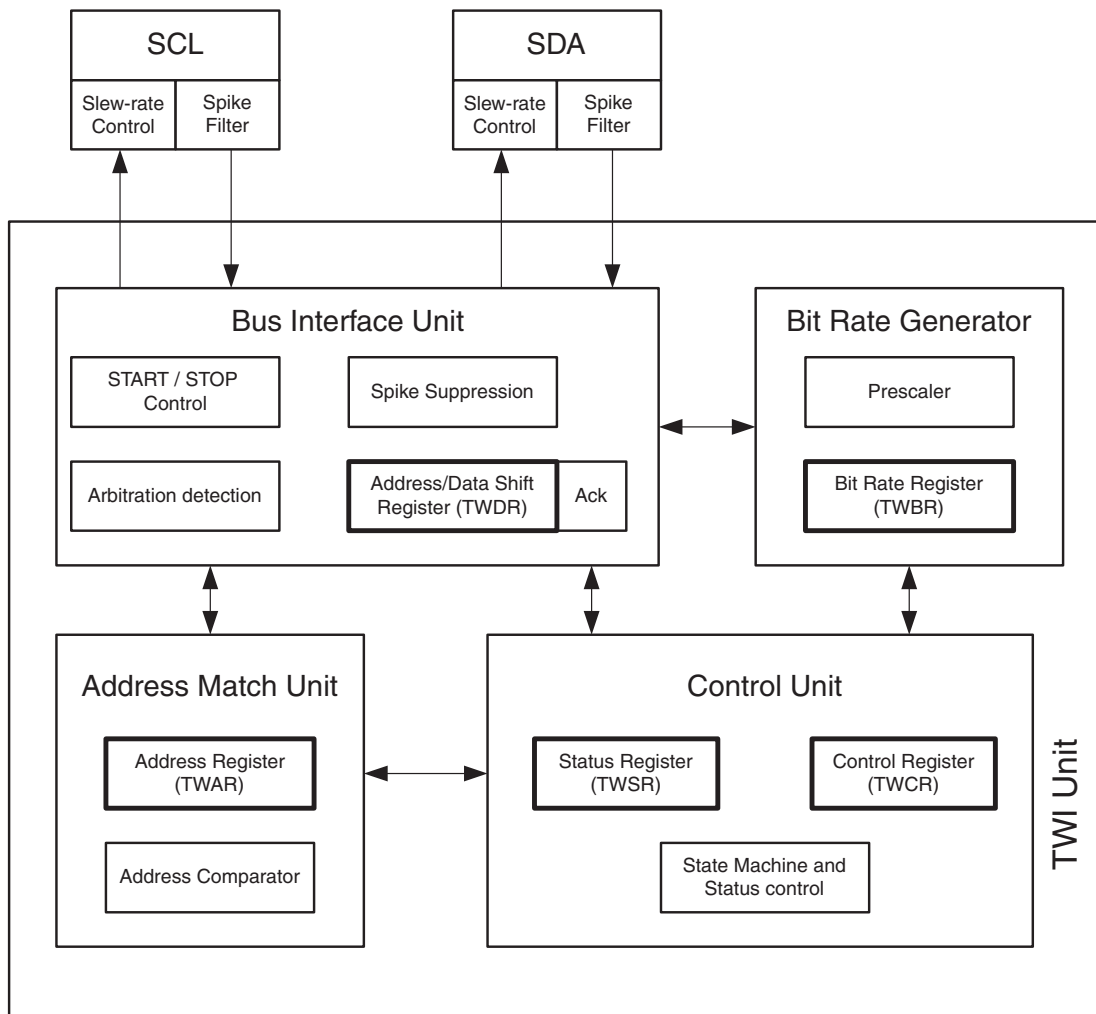 SCL
Slew-rate
Control
Spike
Filter
SDA
Slew-rate
Control
Spike
Filter
Bus Interface Unit
START / STOP
Control
Spike Suppression
Arbitration detection
Address/Data Shift
Register (TWDR)
Ack
Bit Rate Generator
Prescaler
Bit Rate Register
(TWBR)
Address Match Unit
Address Register
(TWAR)
Address Comparator
Control Unit
Status Register
(TWSR)
Control Register
(TWCR)
State Machine and
Status control
TWI Unit